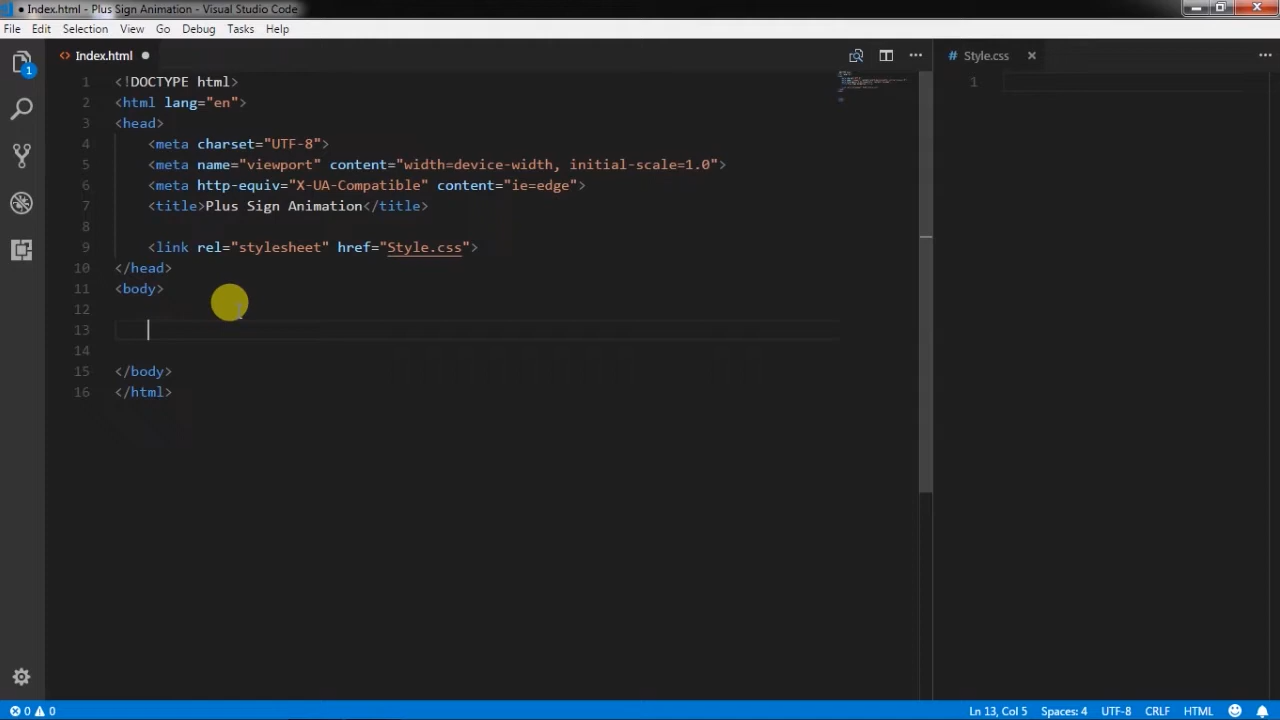 ● Index.html - Plus Sign Animation - Visual Studio Code
File Edit Selection View Go Debug Tasks Help
<> Index.html ●
# Style.css ×
1 <!DOCTYPE html>
2 <html lang="en">
3 <head>
4 <meta charset="UTF-8">
5 <meta name="viewport" content="width=device-width, initial-scale=1.0">
6 <meta http-equiv="X-UA-Compatible" content="ie=edge">
7 <title>Plus Sign Animation</title>
8
9 <link rel="stylesheet" href="Style.css">
10 </head>
11 <body>
12
13
14
15 </body>
16 </html>
1
1
0 0
Ln 13, Col 5 Spaces: 4 UTF-8 CRLF HTML